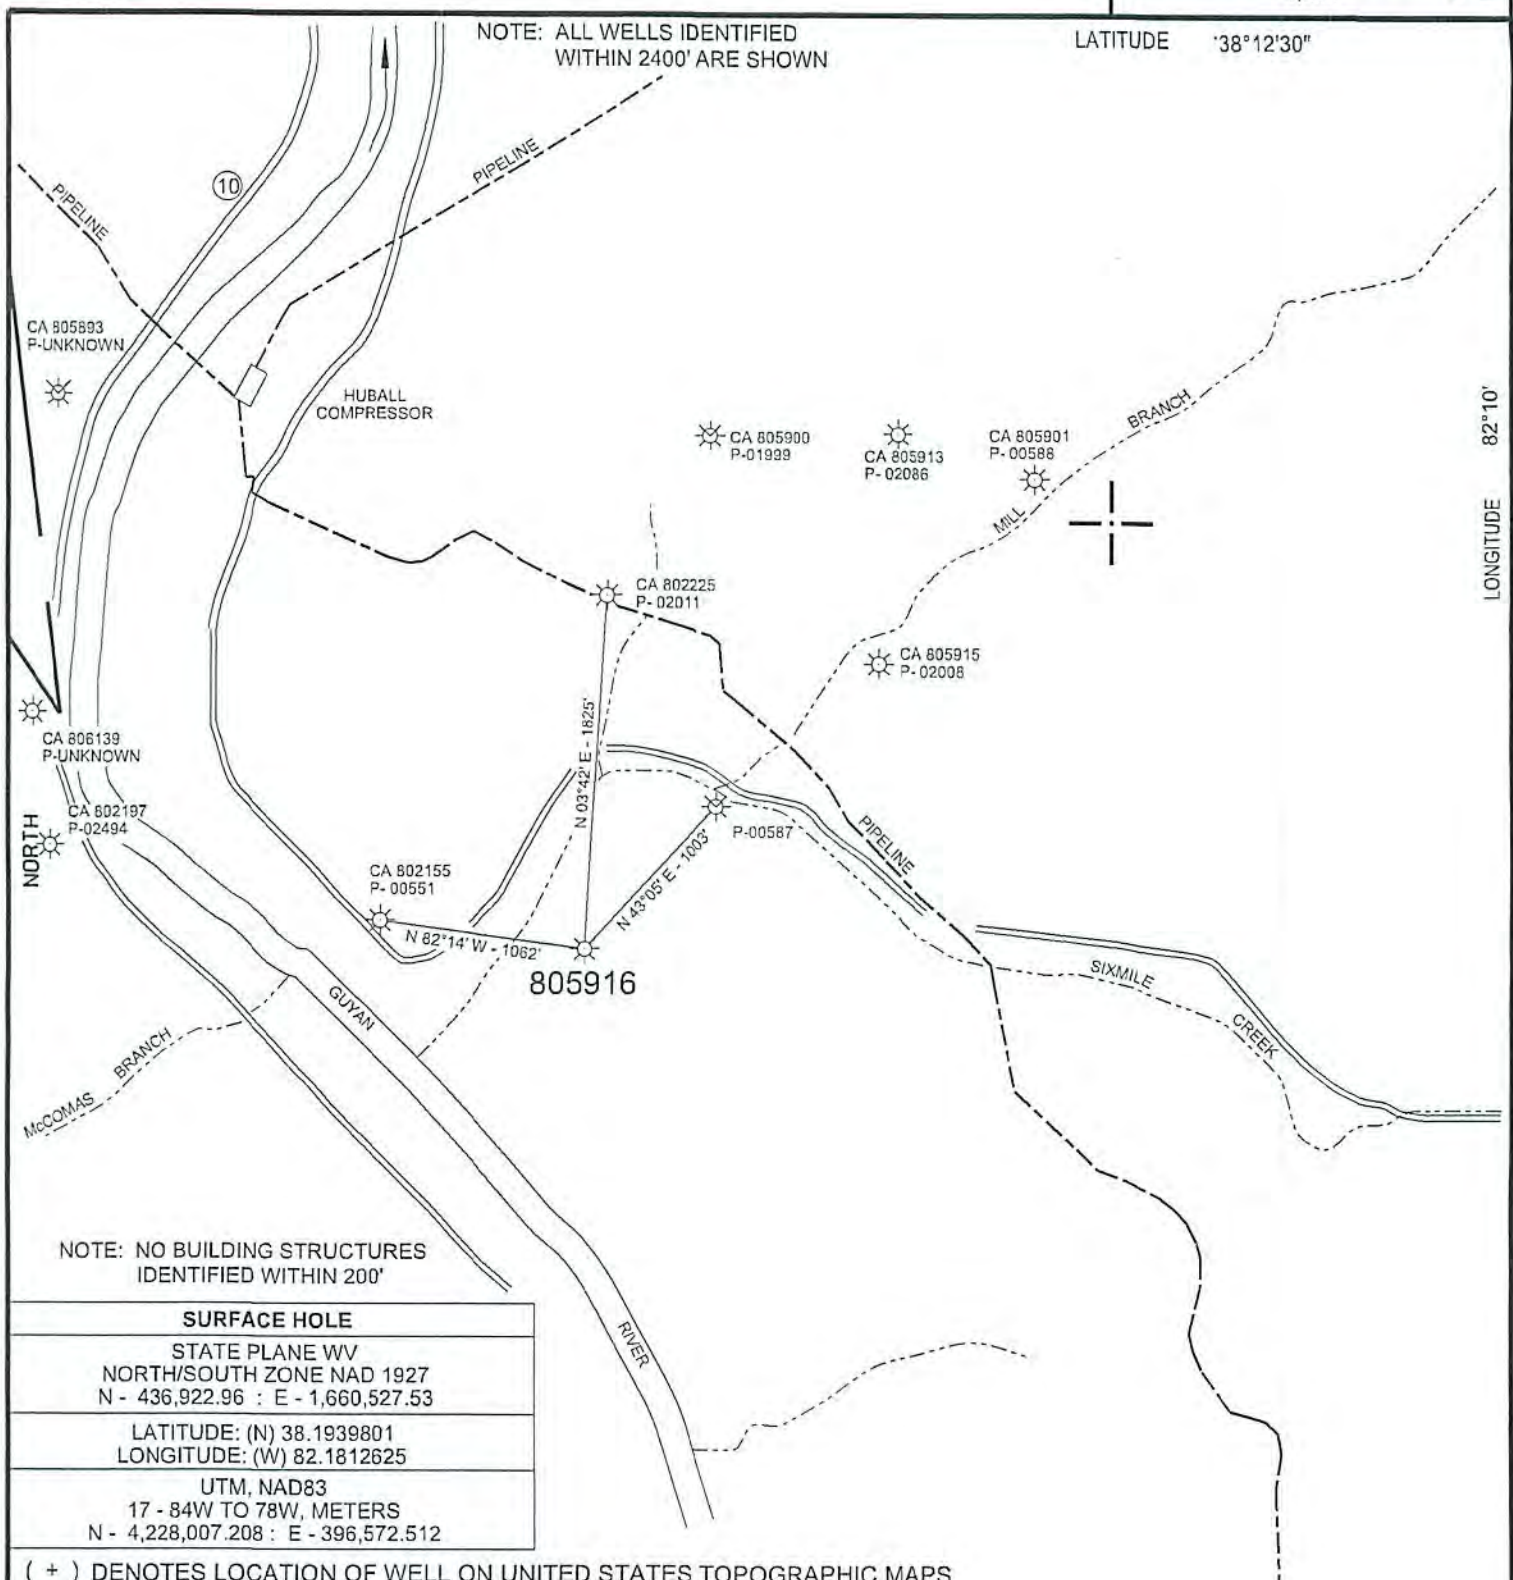 NOTE: ALL WELLS IDENTIFIED
WITHIN 2400' ARE SHOWN
LATITUDE '38°12'30"
PIPELINE
PIPELINE
10
CA 805893
P-UNKNOWN
HUBALL
COMPRESSOR
CA 805900
P-01999
CA 805913
P- 02086
CA 805901
P- 00588
BRANCH
MILL
LONGITUDE 82°10'
CA 802225
P- 02011
CA 805915
P- 02008
N 03°42' E - 1825'
CA 806139
P-UNKNOWN
CA 802197
P-02494
NORTH
P-00587
PIPELINE
CA 802155
P- 00551
N 43°05' E - 1003'
N 82°14' W - 1062'
805916
SIXMILE
CREEK
GUYAN
RIVER
McCOMAS BRANCH
NOTE: NO BUILDING STRUCTURES
IDENTIFIED WITHIN 200'
SURFACE HOLE
STATE PLANE WV
NORTH/SOUTH ZONE NAD 1927
N - 436,922.96 : E - 1,660,527.53
LATITUDE: (N) 38.1939801
LONGITUDE: (W) 82.1812625
UTM, NAD83
17 - 84W TO 78W, METERS
N - 4,228,007.208 : E - 396,572.512
( + ) DENOTES LOCATION OF WELL ON UNITED STATES TOPOGRAPHIC MAPS